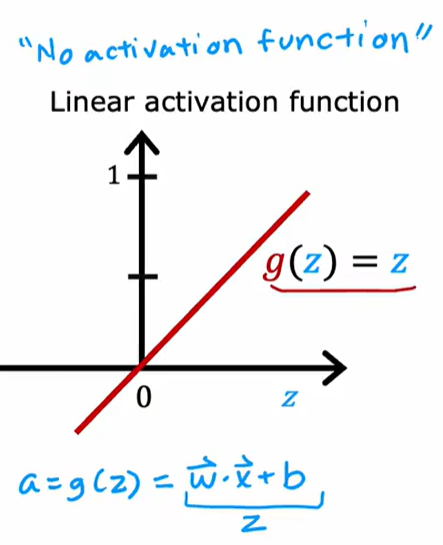 "No activation function"
Linear activation function
1
g(z) = z
0
z
a = g(z) = w⃗ · x⃗ + b
z